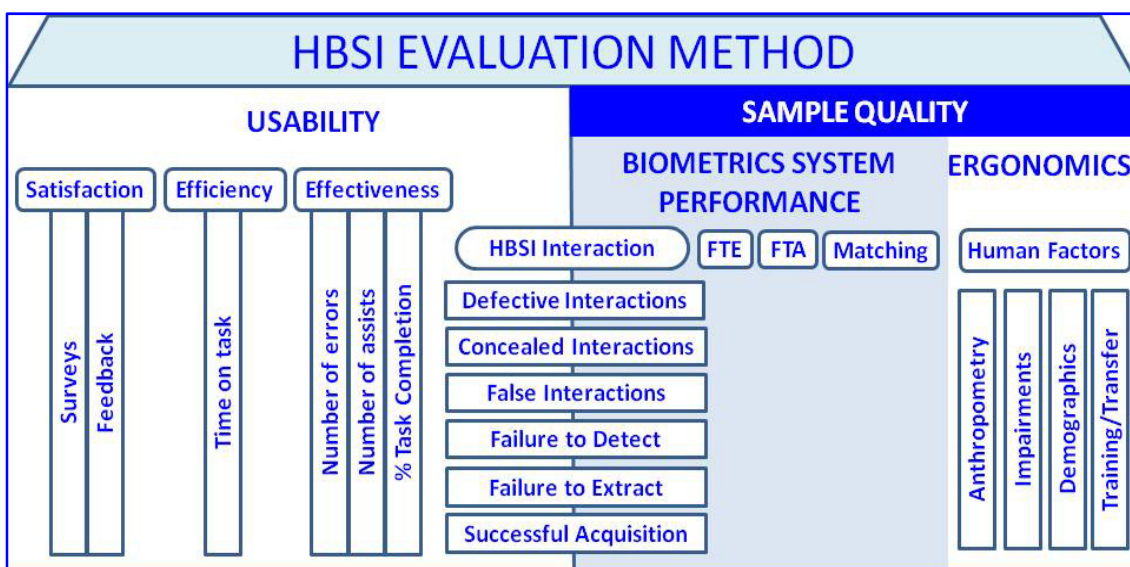 HBSI EVALUATION METHOD
USABILITY
SAMPLE QUALITY
BIOMETRICS SYSTEM
PERFORMANCE
ERGONOMICS
Satisfaction
Efficiency
Effectiveness
Surveys
Feedback
Time on task
Number of errors
Number of assists
% Task Completion
HBSI Interaction
FTE
FTA
Matching
Defective Interactions
Concealed Interactions
False Interactions
Failure to Detect
Failure to Extract
Successful Acquisition
Human Factors
Anthropometry
Impairments
Demographics
Training/Transfer